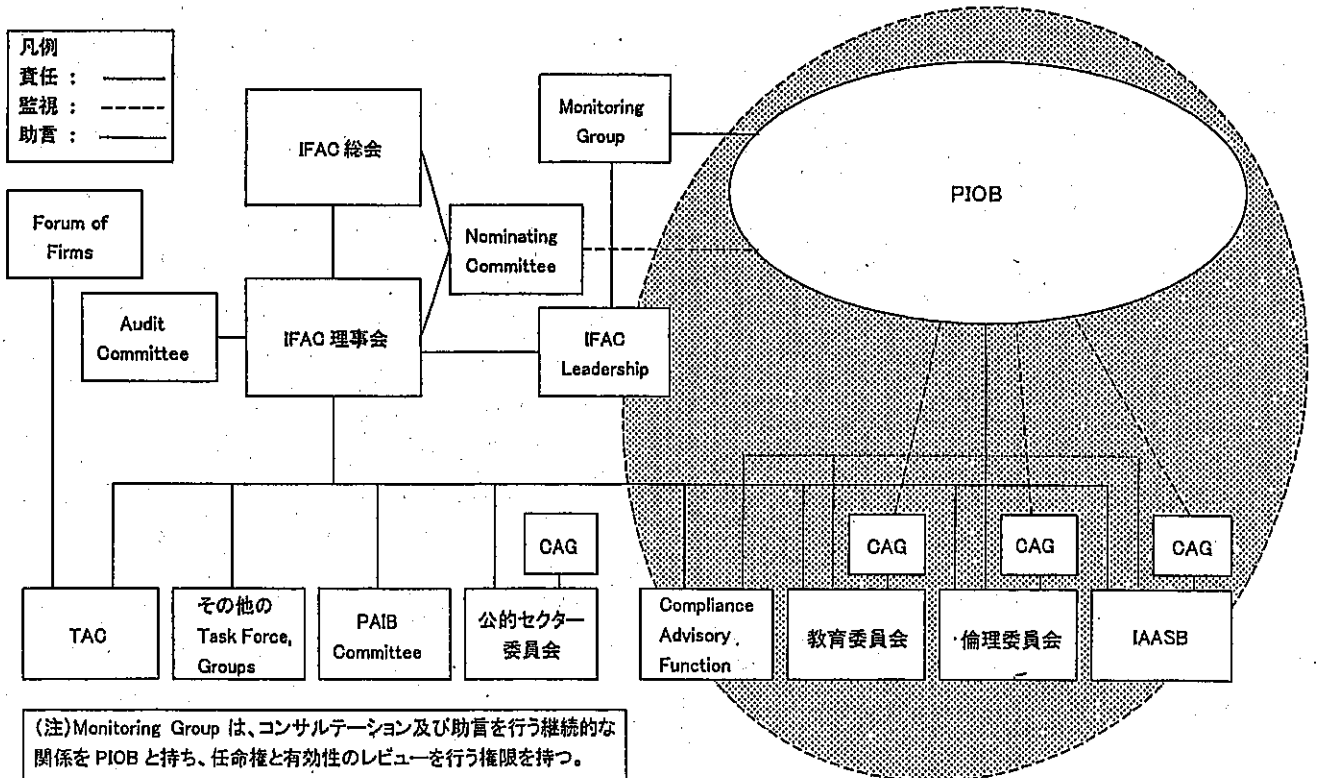 凡例
責任：
監視：
助言：
Monitoring
Group
IFAC 総会
PIOB
Forum of
Firms
Nominating
Committee
Audit
Committee
IFAC 理事会
IFAC
Leadership
CAG
CAG
CAG
CAG
TAC
その他の
Task Force,
Groups
PAIB
Committee
公的セクター
委員会
Compliance
Advisory
Function
教育委員会
倫理委員会
IAASB
(注)Monitoring Group は、コンサルテーション及び助言を行う継続的な
関係を PIOB と持ち、任命権と有効性のレビューを行う権限を持つ。